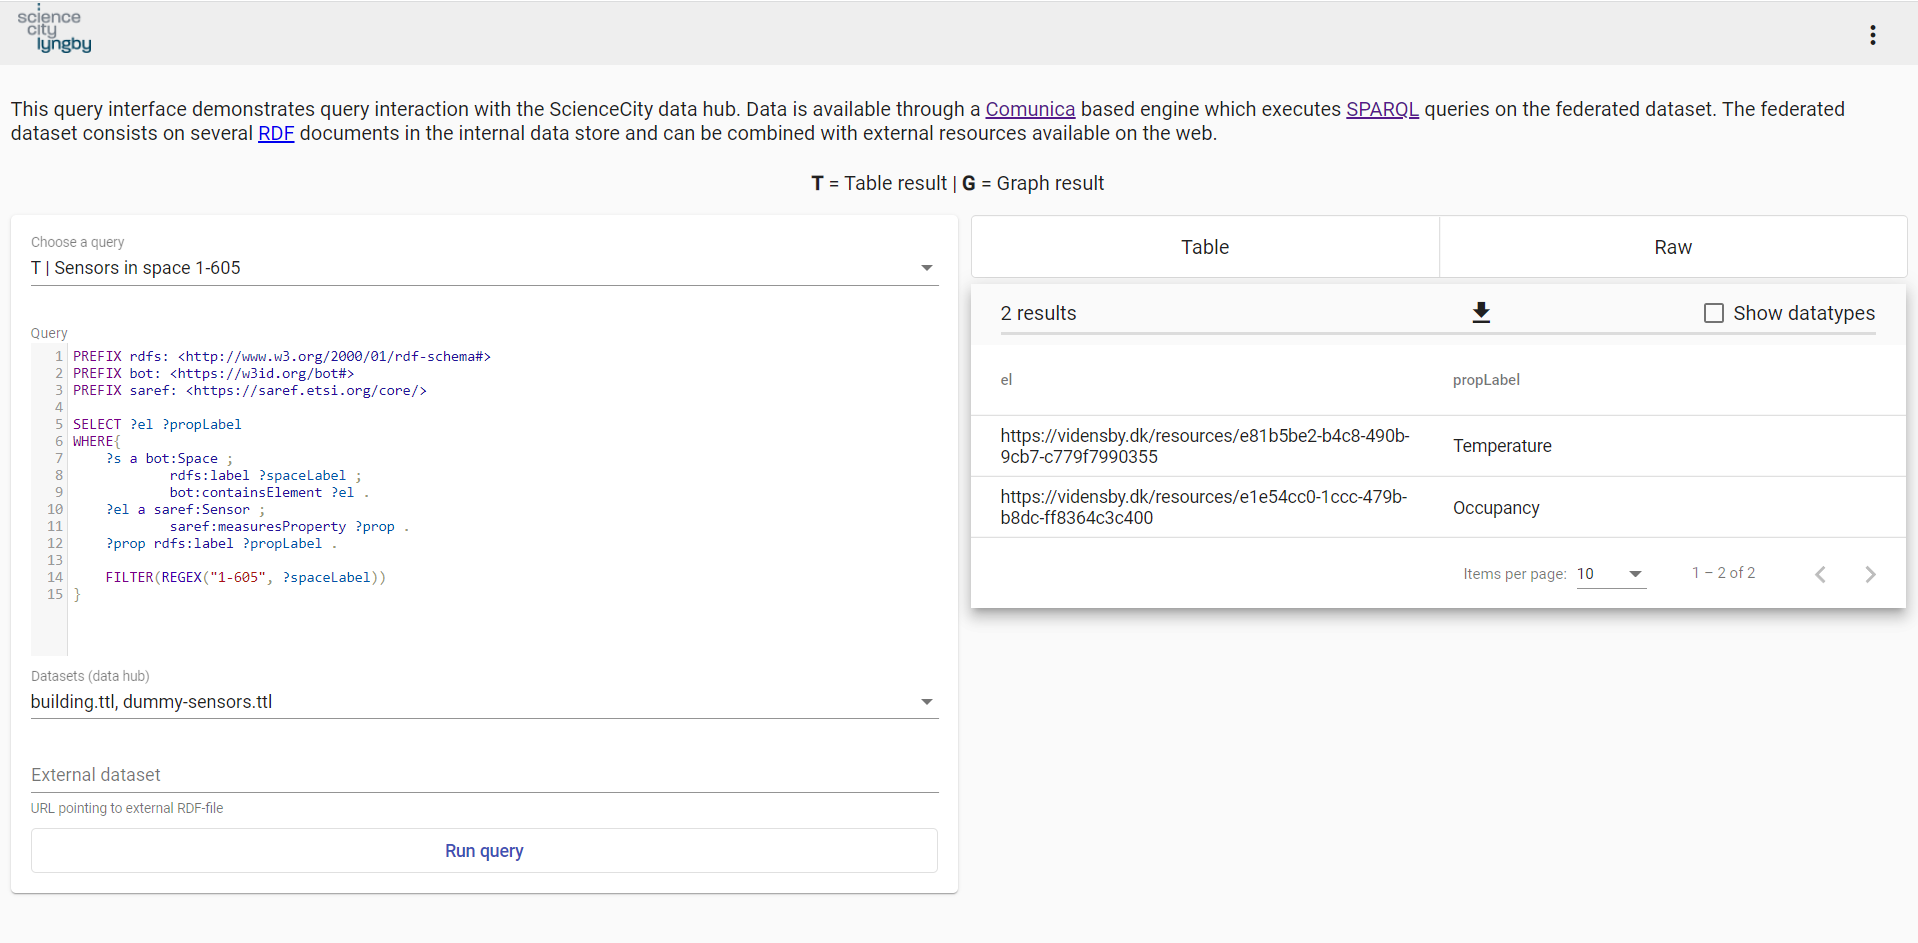 science
city
lyngby
This query interface demonstrates query interaction with the ScienceCity data hub. Data is available through a Comunica based engine which executes SPARQL queries on the federated dataset. The federated
dataset consists on several RDF documents in the internal data store and can be combined with external resources available on the web.
T = Table result | G = Graph result
Choose a query
T | Sensors in space 1-605
Query
1 PREFIX rdfs: <http://www.w3.org/2000/01/rdf-schema#>
2 PREFIX bot: <https://w3id.org/bot#>
3 PREFIX saref: <https://saref.etsi.org/core/>
4
5 SELECT ?el ?propLabel
6 WHERE{
7 ?s a bot:Space ;
8 rdfs:label ?spaceLabel ;
9 bot:containsElement ?el .
10 ?el a saref:Sensor ;
11 saref:measuresProperty ?prop .
12 ?prop rdfs:label ?propLabel .
13
14 FILTER(REGEX("1-605", ?spaceLabel))
15 }
Datasets (data hub)
building.ttl, dummy-sensors.ttl
External dataset
URL pointing to external RDF-file
Run query
Table Raw
2 results Show datatypes
el propLabel
https://vidensby.dk/resources/e81b5be2-b4c8-490b-
9cb7-c779f7990355
Temperature
https://vidensby.dk/resources/e1e54cc0-1ccc-479b-
b8dc-ff8364c3c400
Occupancy
Items per page: 10 1 – 2 of 2